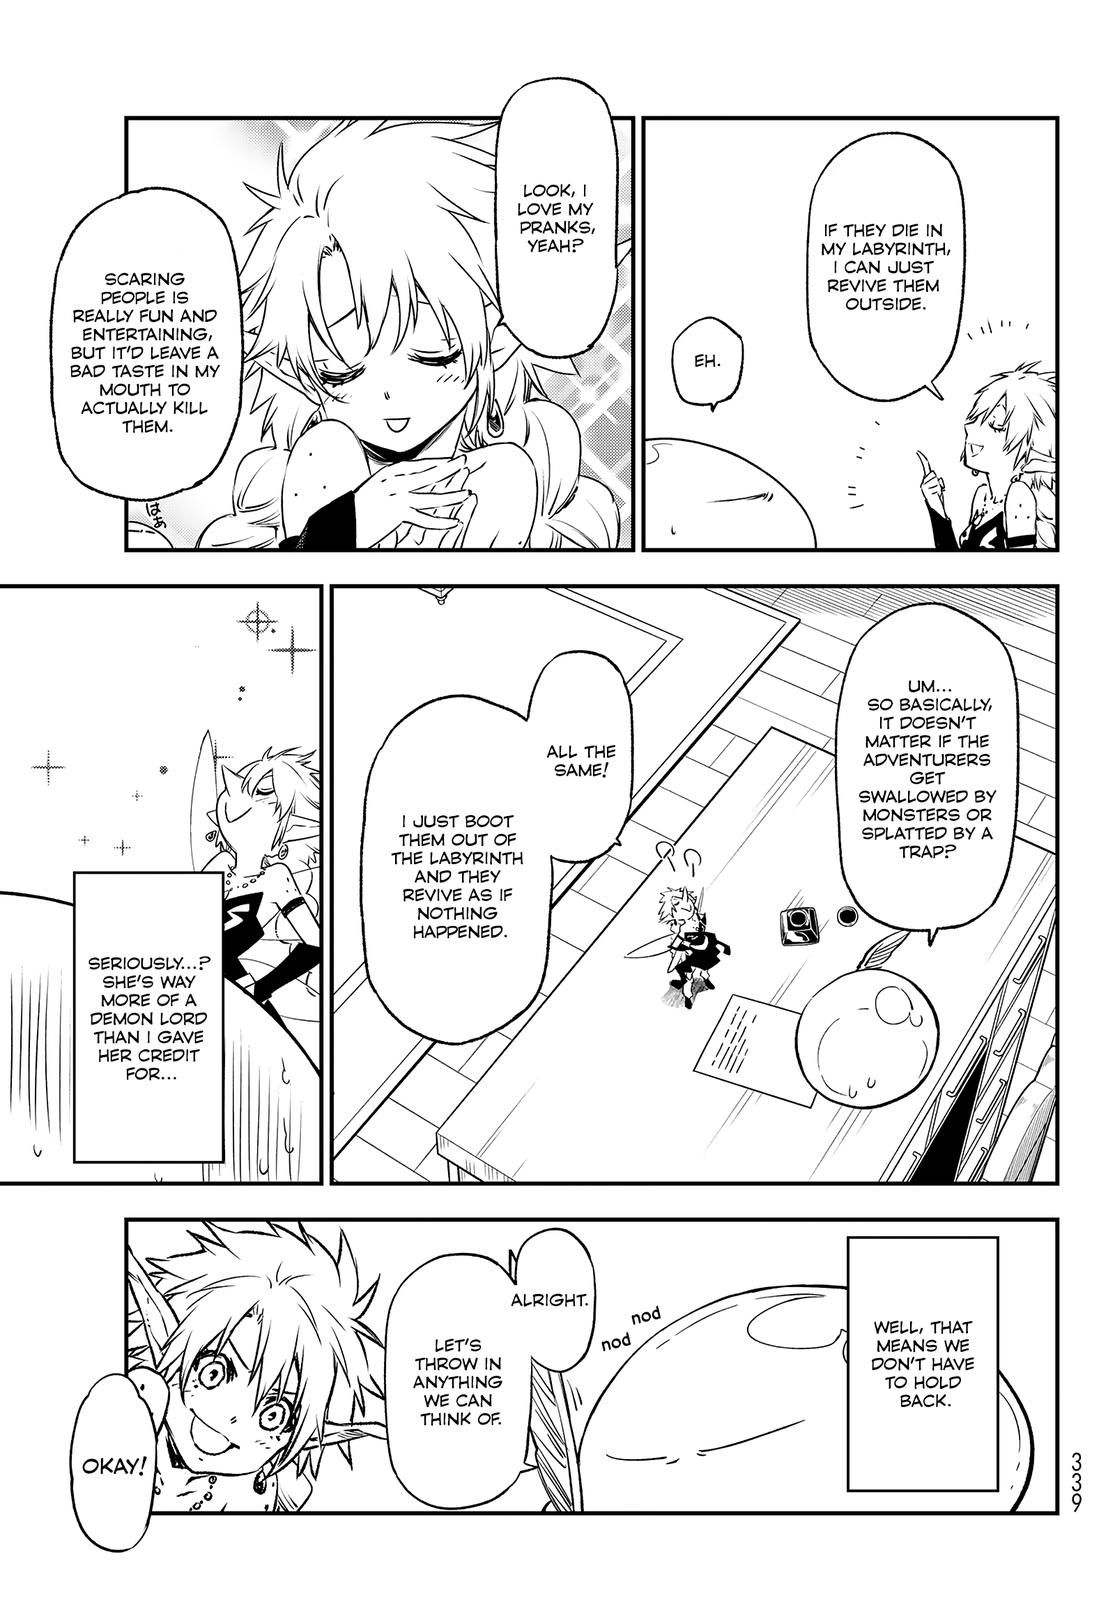 IF THEY DIE IN
MY LABYRINTH,
I CAN JUST
REVIVE THEM
OUTSIDE.
EH.
LOOK, I
LOVE MY
PRANKS,
YEAH?
SCARING
PEOPLE IS
REALLY FUN AND
ENTERTAINING,
BUT IT'D LEAVE A
BAD TASTE IN MY
MOUTH TO
ACTUALLY KILL
THEM.
はぁ
UM...
SO BASICALLY,
IT DOESN'T
MATTER IF THE
ADVENTURERS
GET
SWALLOWED BY
MONSTERS OR
SPLATTED BY A
TRAP?
ALL THE
SAME!
I JUST BOOT
THEM OUT OF
THE LABYRINTH
AND THEY
REVIVE AS IF
NOTHING
HAPPENED.
SERIOUSLY...?
SHE'S WAY
MORE OF A
DEMON LORD
THAN I GAVE
HER CREDIT
FOR...
WELL, THAT
MEANS WE
DON'T HAVE
TO HOLD
BACK.
nod
nod
ALRIGHT.
LET'S
THROW IN
ANYTHING
WE CAN
THINK OF.
OKAY!
339